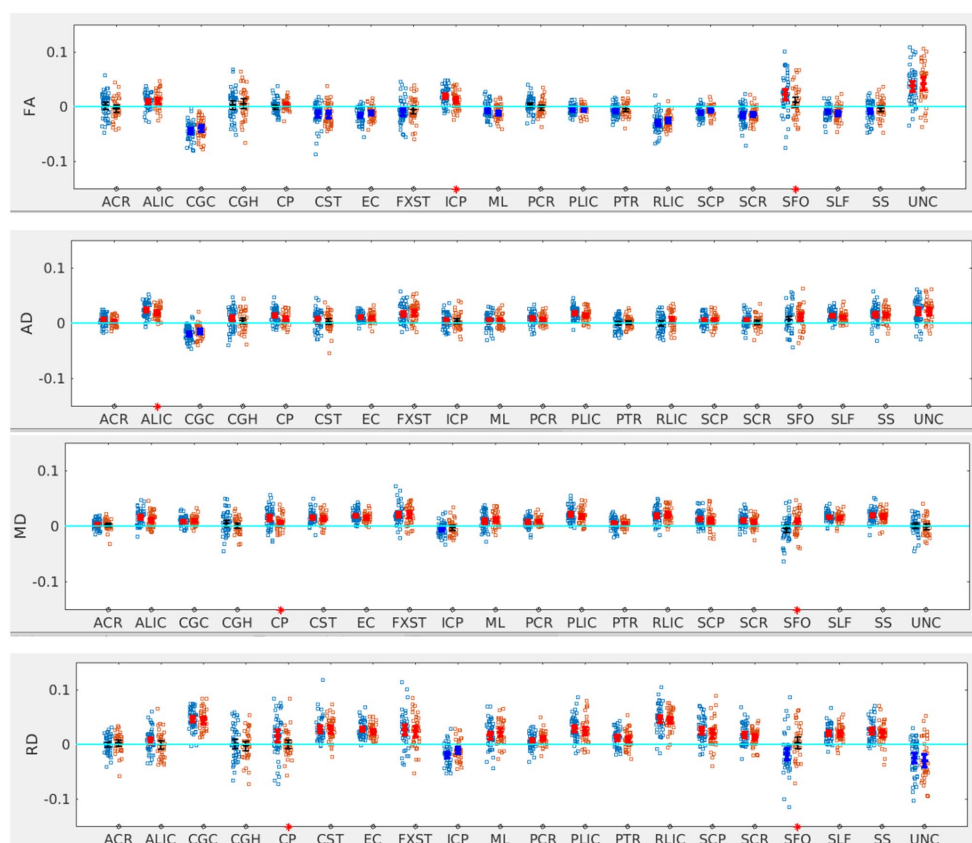 FA
0.1
0
-0.1
ACR ALIC CGC CGH CP CST EC FXST ICP ML PCR PLIC PTR RLIC SCP SCR SFO SLF SS UNC
AD
0.1
0
-0.1
ACR ALIC CGC CGH CP CST EC FXST ICP ML PCR PLIC PTR RLIC SCP SCR SFO SLF SS UNC
MD
0.1
0
-0.1
ACR ALIC CGC CGH CP CST EC FXST ICP ML PCR PLIC PTR RLIC SCP SCR SFO SLF SS UNC
RD
0.1
0
-0.1
ACR ALIC CGC CGH CP CST EC FXST ICP ML PCR PLIC PTR RLIC SCP SCR SFO SLF SS UNC